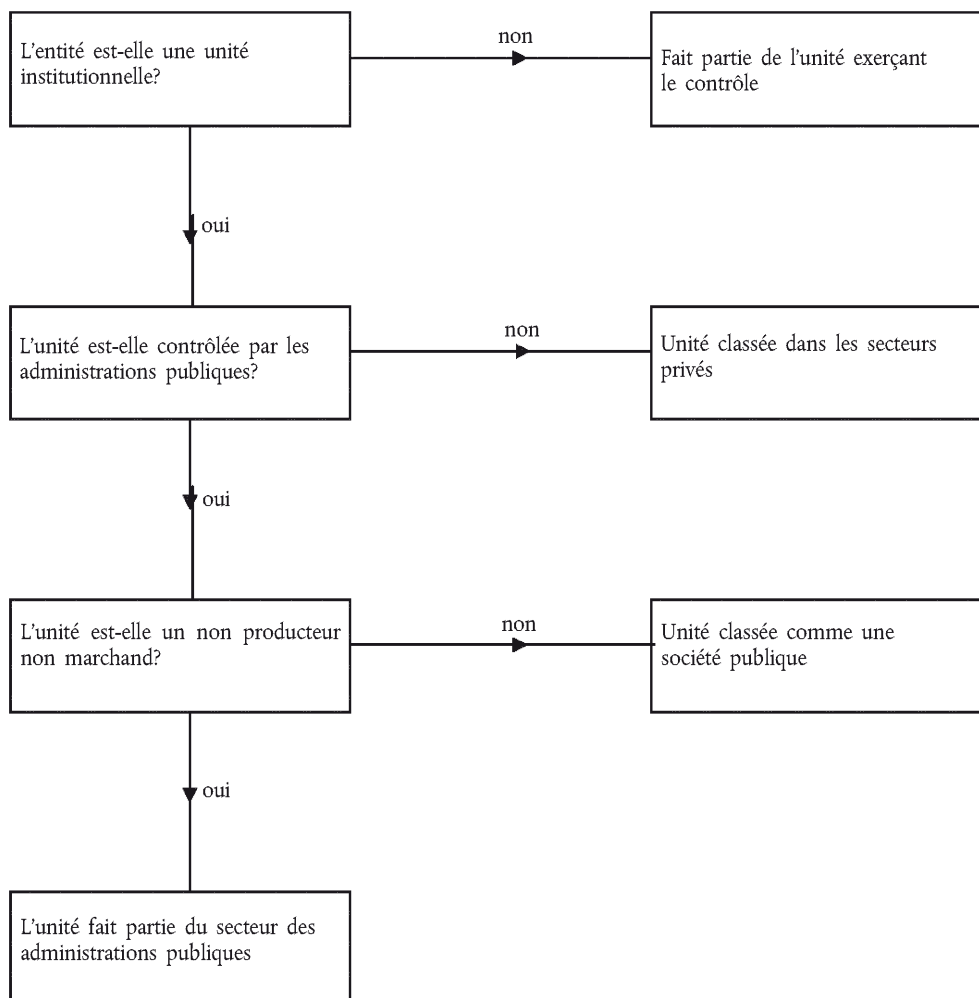 L'entité est-elle une unité
institutionnelle?
non
Fait partie de l'unité exerçant
le contrôle
oui
L'unité est-elle contrôlée par les
administrations publiques?
non
Unité classée dans les secteurs
privés
oui
L'unité est-elle un non producteur
non marchand?
non
Unité classée comme une
société publique
oui
L'unité fait partie du secteur des
administrations publiques